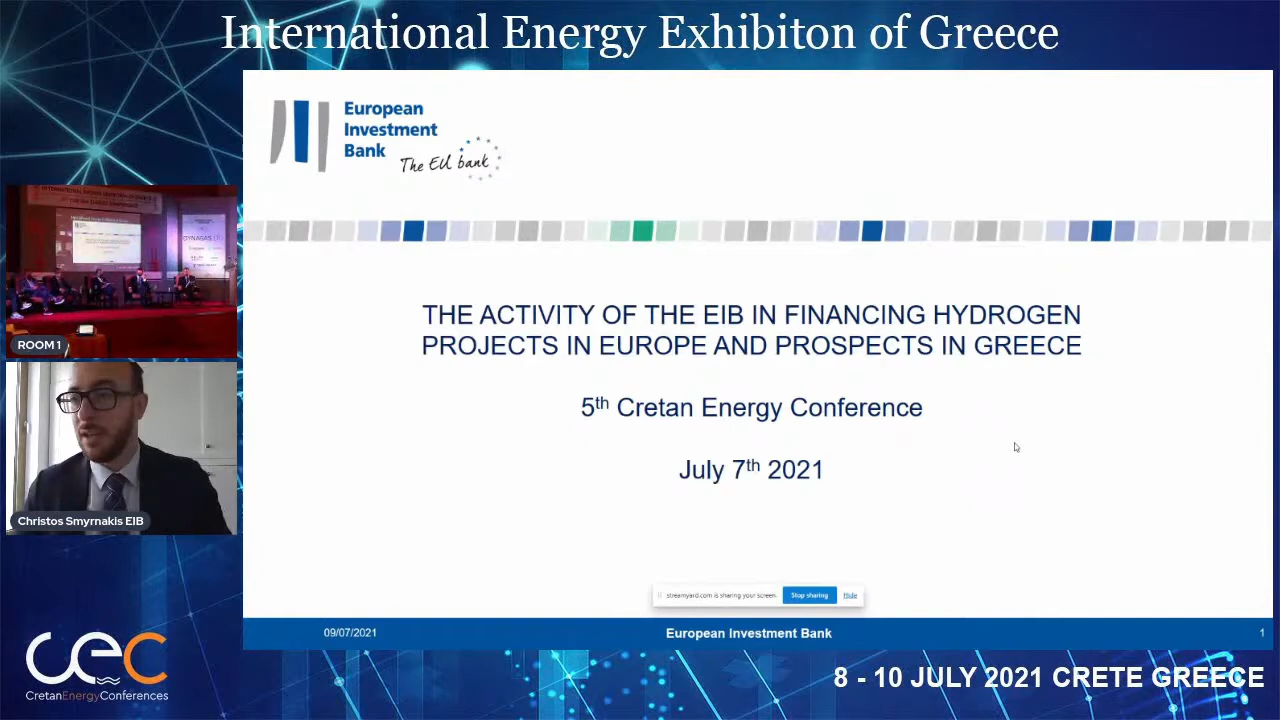 International Energy Exhibiton of Greece
European
Investment
Bank
The EU bank
THE ACTIVITY OF THE EIB IN FINANCING HYDROGEN
PROJECTS IN EUROPE AND PROSPECTS IN GREECE
5th Cretan Energy Conference
July 7th 2021
DYNAGAS
ROOM 1
Christos Smyrnakis EIB
streamyard.com is sharing your screen.
Stop sharing
Hide
09/07/2021
European Investment Bank
1
cec
CretanEnergyConferences
8 - 10 JULY 2021 CRETE GREECE